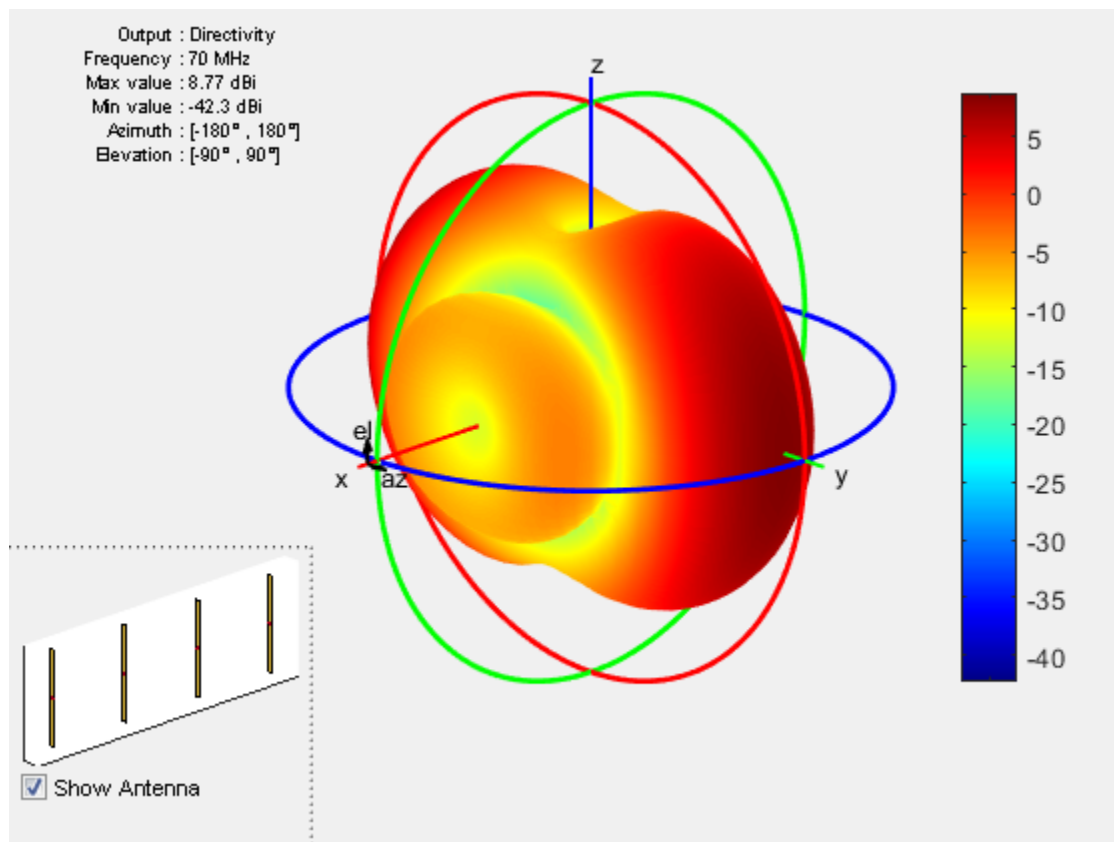 Output : Directivity
Frequency : 70 MHz
Max value : 8.77 dBi
Min value : -42.3 dBi
Azimuth : [-180° , 180°]
Elevation : [-90° , 90°]
z
5
0
-5
-10
-15
-20
-25
-30
-35
-40
el
x
az
y
Show Antenna